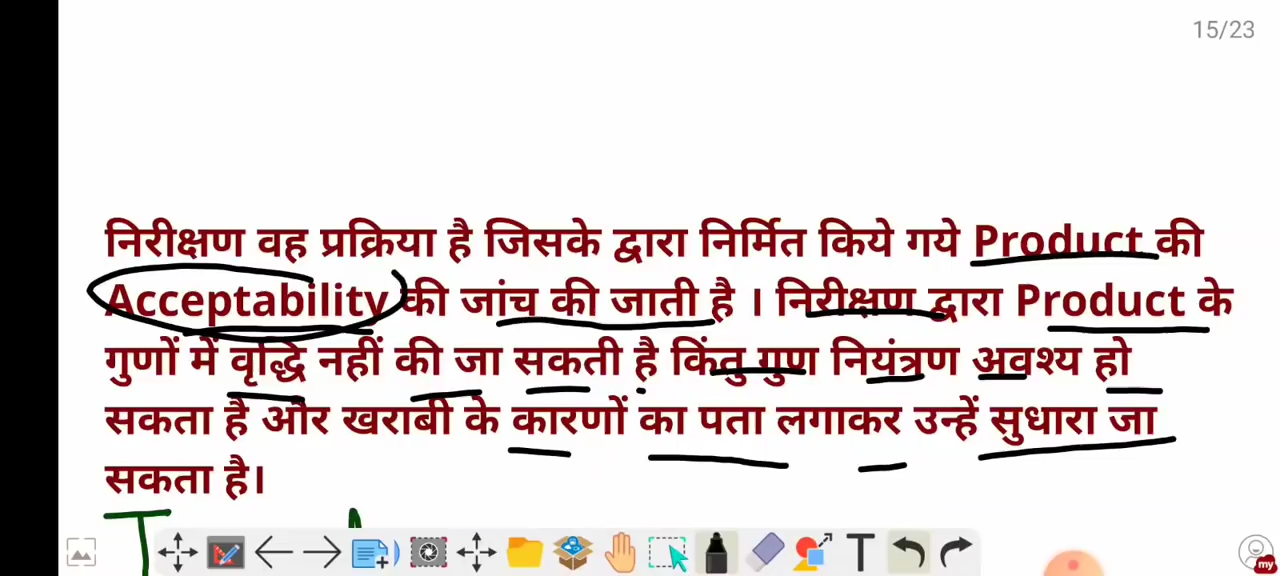 15/23
निरीक्षण वह प्रक्रिया है जिसके द्वारा निर्मित किये गये Product की
Acceptability की जांच की जाती है । निरीक्षण द्वारा Product के
गुणों में वृद्धि नहीं की जा सकती है किंतु गुण नियंत्रण अवश्य हो
सकता है और खराबी के कारणों का पता लगाकर उन्हें सुधारा जा
सकता है।
T
my